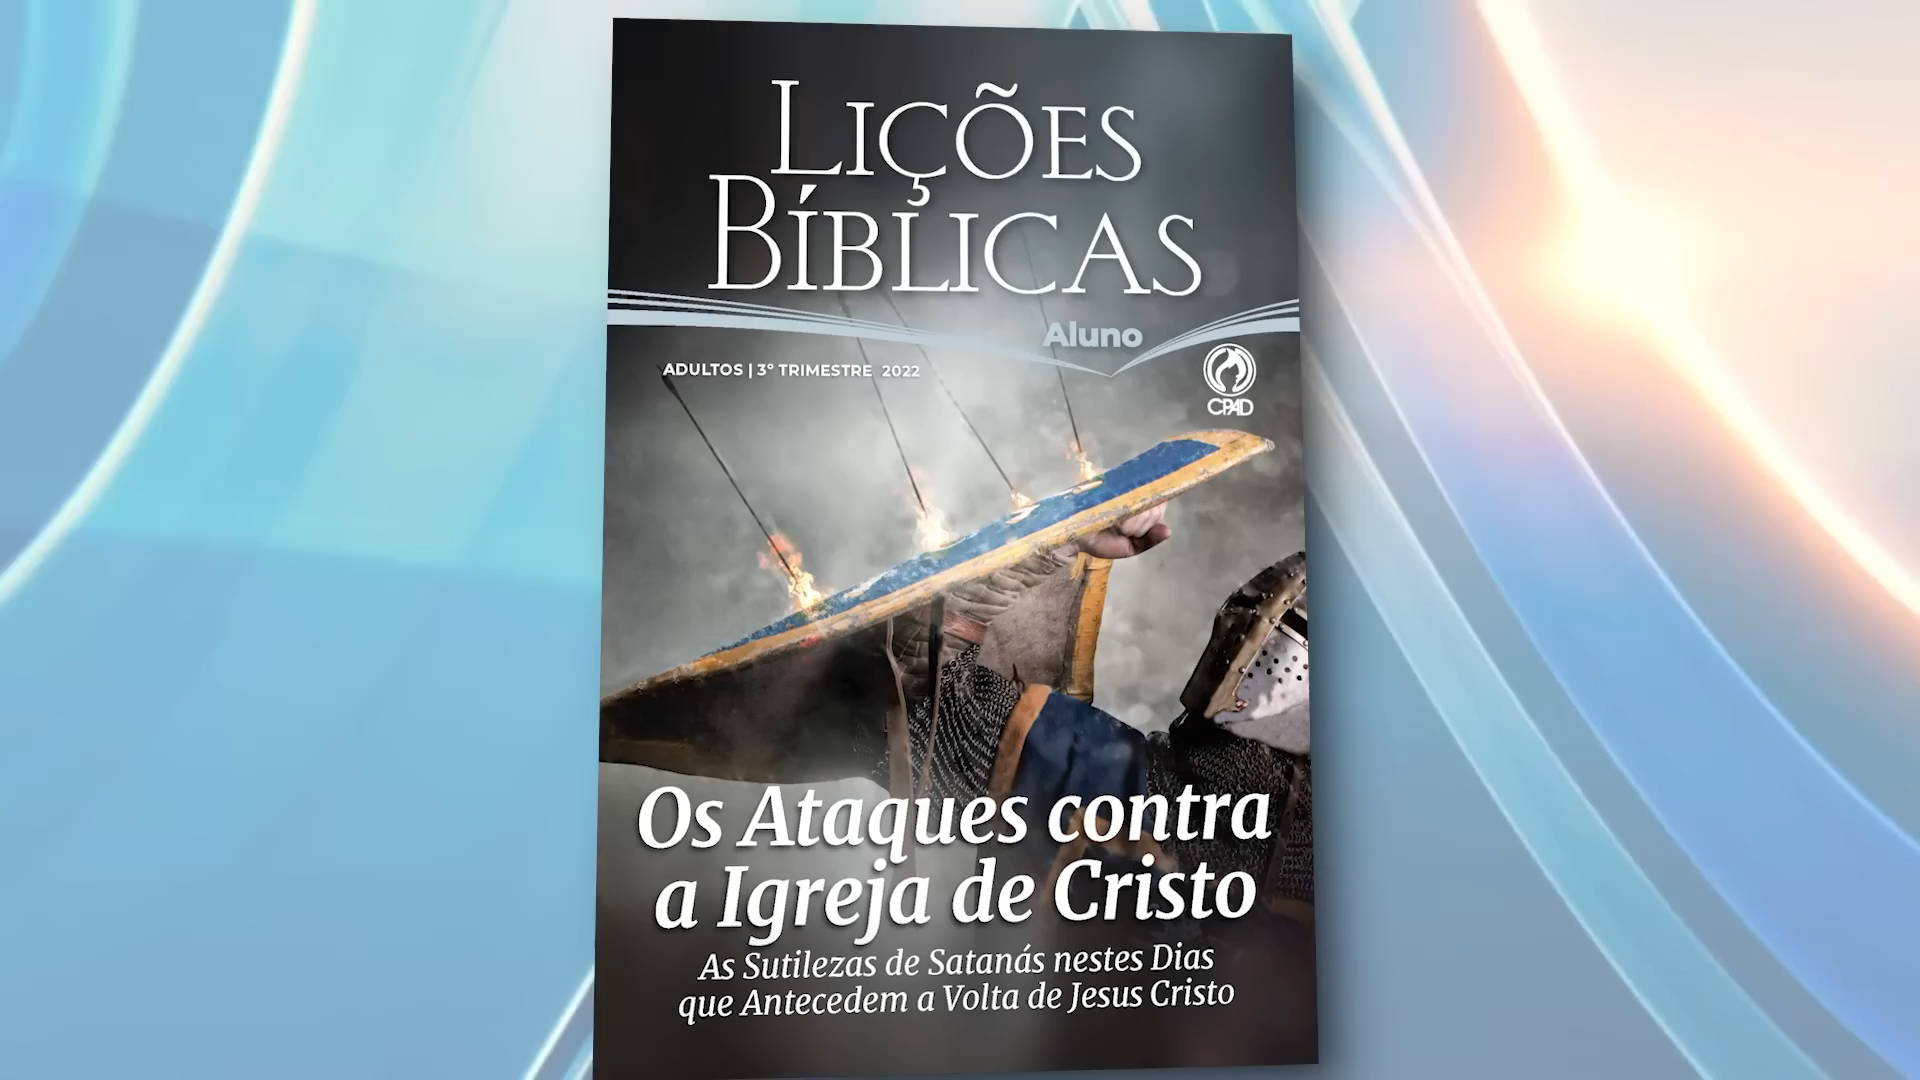 LIÇÕES
BÍBLICAS
Aluno
ADULTOS | 3º TRIMESTRE 2022
CPAD
Os Ataques contra
a Igreja de Cristo
As Sutilezas de Satanás nestes Dias
que Antecedem a Volta de Jesus Cristo